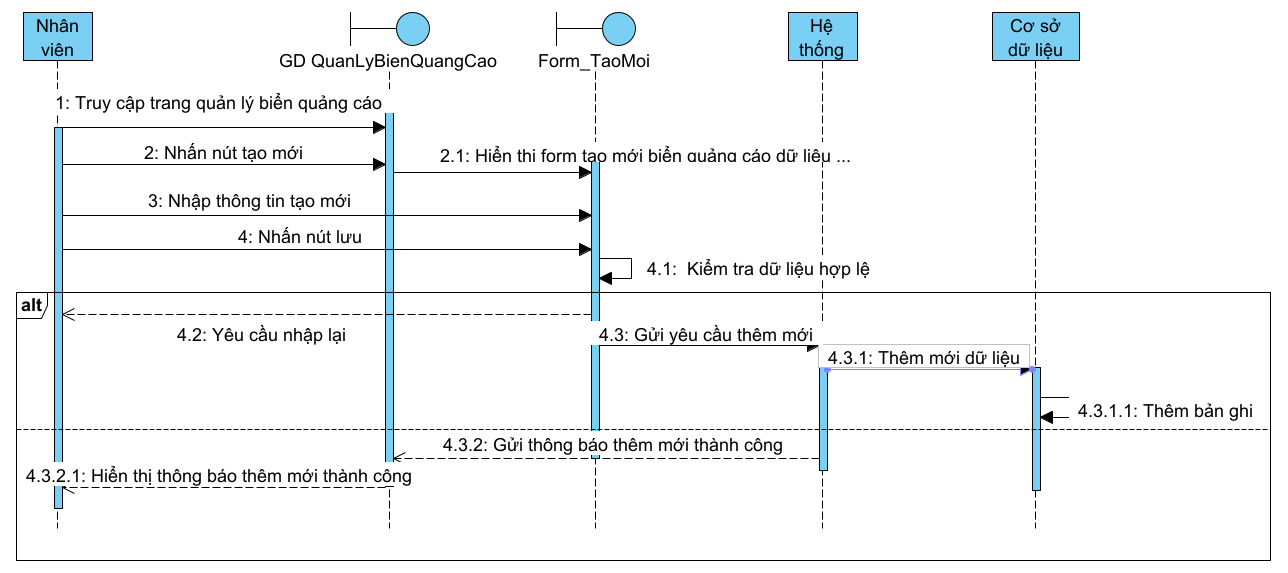 Nhân
viên
GD QuanLyBienQuangCao
Form_TaoMoi
Hệ
thống
Cơ sở
dữ liệu
1: Truy cập trang quản lý biển quảng cáo
2: Nhấn nút tạo mới
2.1: Hiển thị form tạo mới biển quảng cáo dữ liệu ...
3: Nhập thông tin tạo mới
4: Nhấn nút lưu
4.1: Kiểm tra dữ liệu hợp lệ
alt
4.2: Yêu cầu nhập lại
4.3: Gửi yêu cầu thêm mới
4.3.1: Thêm mới dữ liệu
4.3.1.1: Thêm bản ghi
4.3.2: Gửi thông báo thêm mới thành công
4.3.2.1: Hiển thị thông báo thêm mới thành công